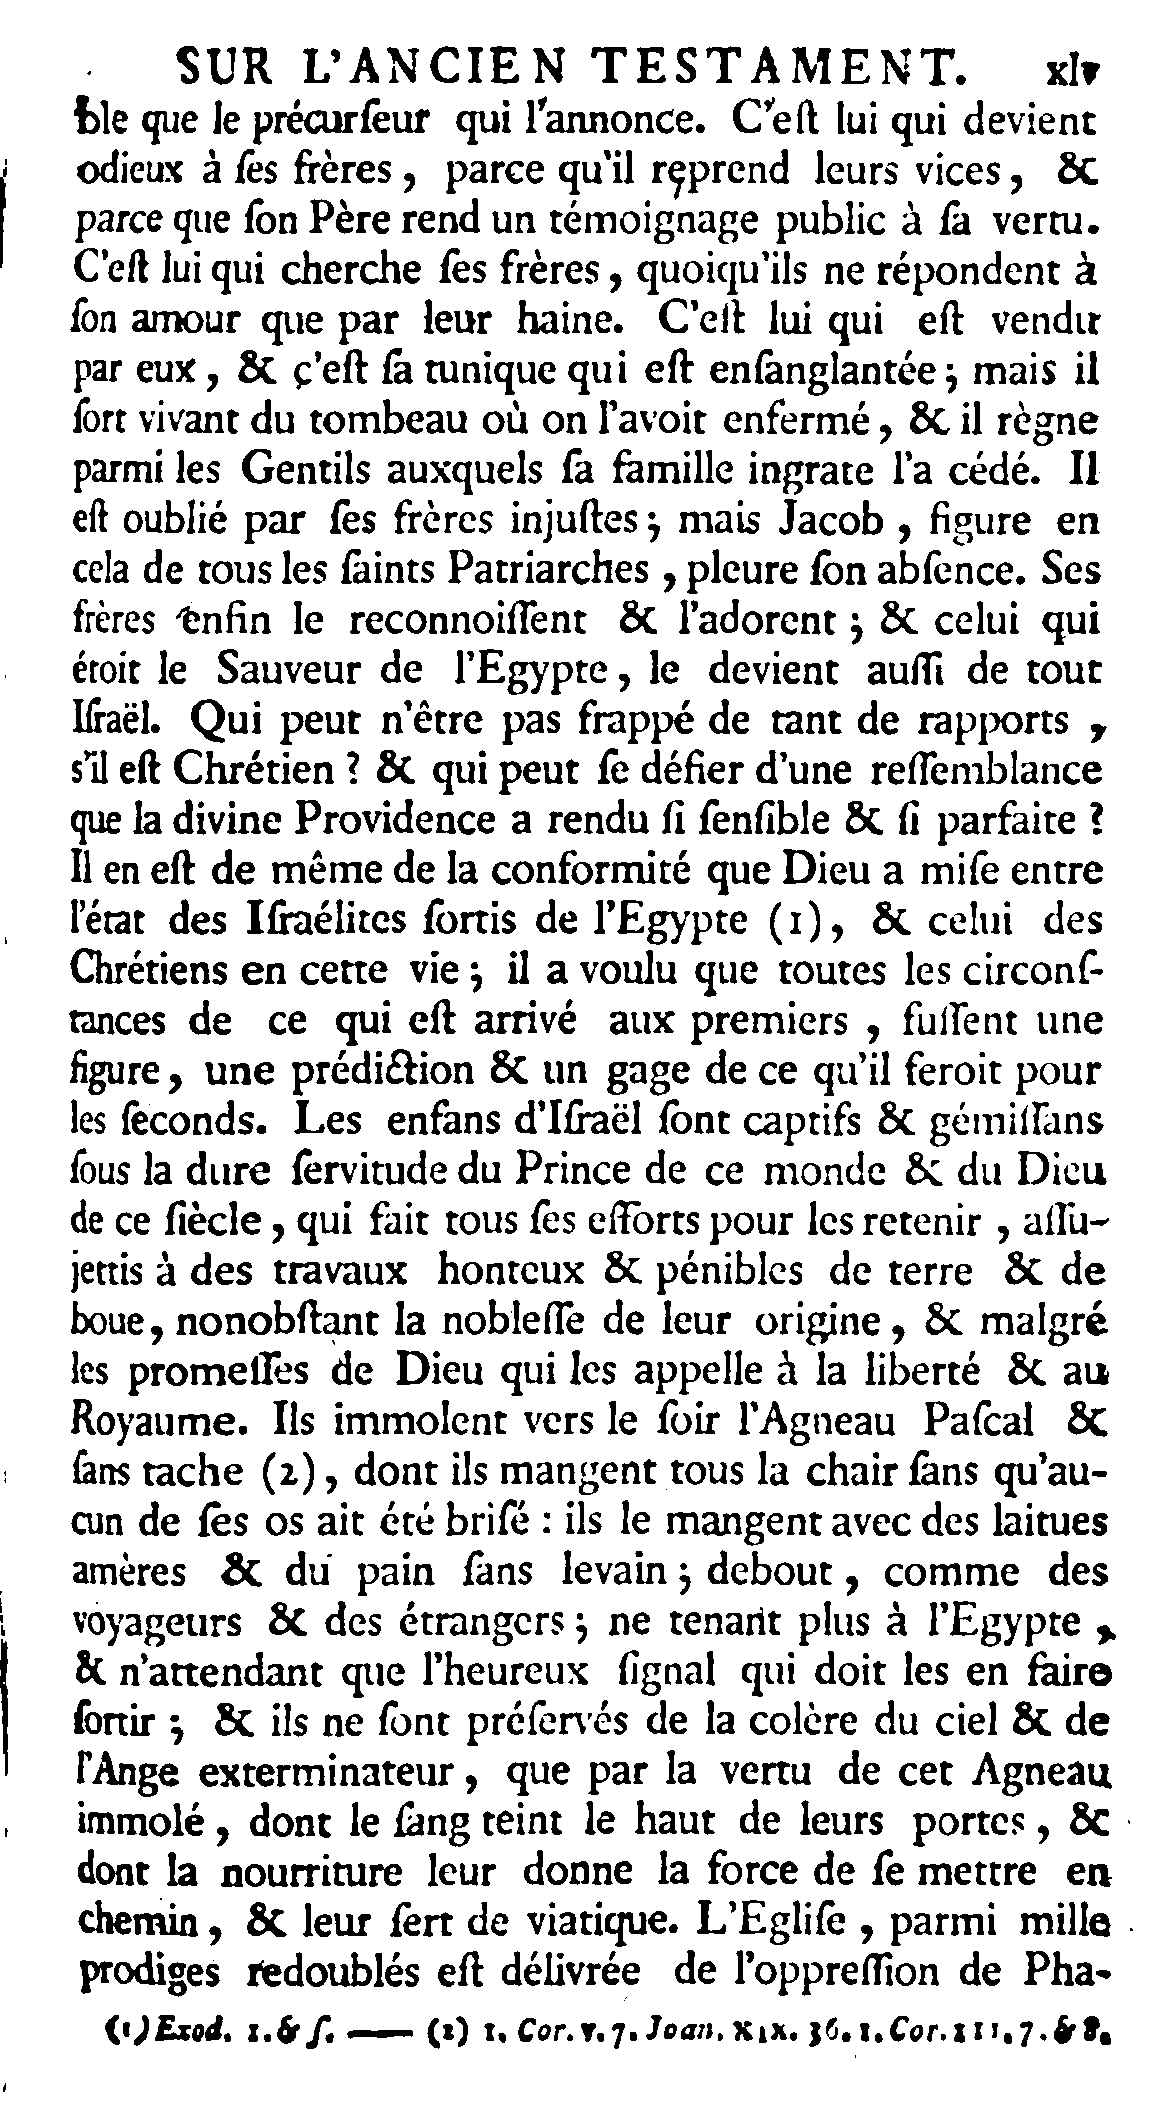 SUR L'ANCIEN TESTAMENT. xlv
ble que le précurſeur qui l'annonce. C'eſt lui qui devient
odieux à ſes frères, parce qu'il reprend leurs vices, &
parce que ſon Père rend un témoignage public à ſa vertu.
C'eſt lui qui cherche ſes frères, quoiqu'ils ne répondent à
ſon amour que par leur haine. C'eſt lui qui eſt vendu
par eux, & ç'eſt ſa tunique qui eſt enſanglantée; mais il
ſort vivant du tombeau où on l'avoit enfermé, & il règne
parmi les Gentils auxquels ſa famille ingrate l'a cédé. Il
eſt oublié par ſes frères injuſtes; mais Jacob, figure en
cela de tous les ſaints Patriarches, pleure ſon abſence. Ses
frères enfin le reconnoiſſent & l'adorent; & celui qui
étoit le Sauveur de l'Egypte, le devient auſſi de tout
Iſraël. Qui peut n'être pas frappé de tant de rapports,
s'il eſt Chrétien? & qui peut ſe défier d'une reſſemblance
que la divine Providence a rendu ſi ſenſible & ſi parfaite?
Il en eſt de même de la conformité que Dieu a miſe entre
l'état des Iſraélites ſortis de l'Egypte (1), & celui des
Chrétiens en cette vie; il a voulu que toutes les circonſ-
tances de ce qui eſt arrivé aux premiers, fuſſent une
figure, une prédiction & un gage de ce qu'il feroit pour
les ſeconds. Les enfans d'Iſraël ſont captifs & gémiſſans
ſous la dure ſervitude du Prince de ce monde & du Dieu
de ce ſiècle, qui fait tous ſes efforts pour les retenir, aſſu-
jettis à des travaux honteux & pénibles de terre & de
boue, nonobſtant la nobleſſe de leur origine, & malgré
les promeſſes de Dieu qui les appelle à la liberté & au
Royaume. Ils immolent vers le ſoir l'Agneau Paſcal &
ſans tache (2), dont ils mangent tous la chair ſans qu'au-
cun de ſes os ait été briſé : ils le mangent avec des laitues
amères & du pain ſans levain; debout, comme des
voyageurs & des étrangers; ne tenant plus à l'Egypte,
& n'attendant que l'heureux ſignal qui doit les en faire
ſortir; & ils ne ſont préſervés de la colère du ciel & de
l'Ange exterminateur, que par la vertu de cet Agneau
immolé, dont le ſang teint le haut de leurs portes, &
dont la nourriture leur donne la force de ſe mettre en
chemin, & leur ſert de viatique. L'Egliſe, parmi mille
prodiges redoublés eſt délivrée de l'oppreſſion de Pha-
(1) Exod. 1. & ſ. — (2) 1. Cor. v. 7. Joan. XIX. 36. 1. Cor. III. 7. & 8.